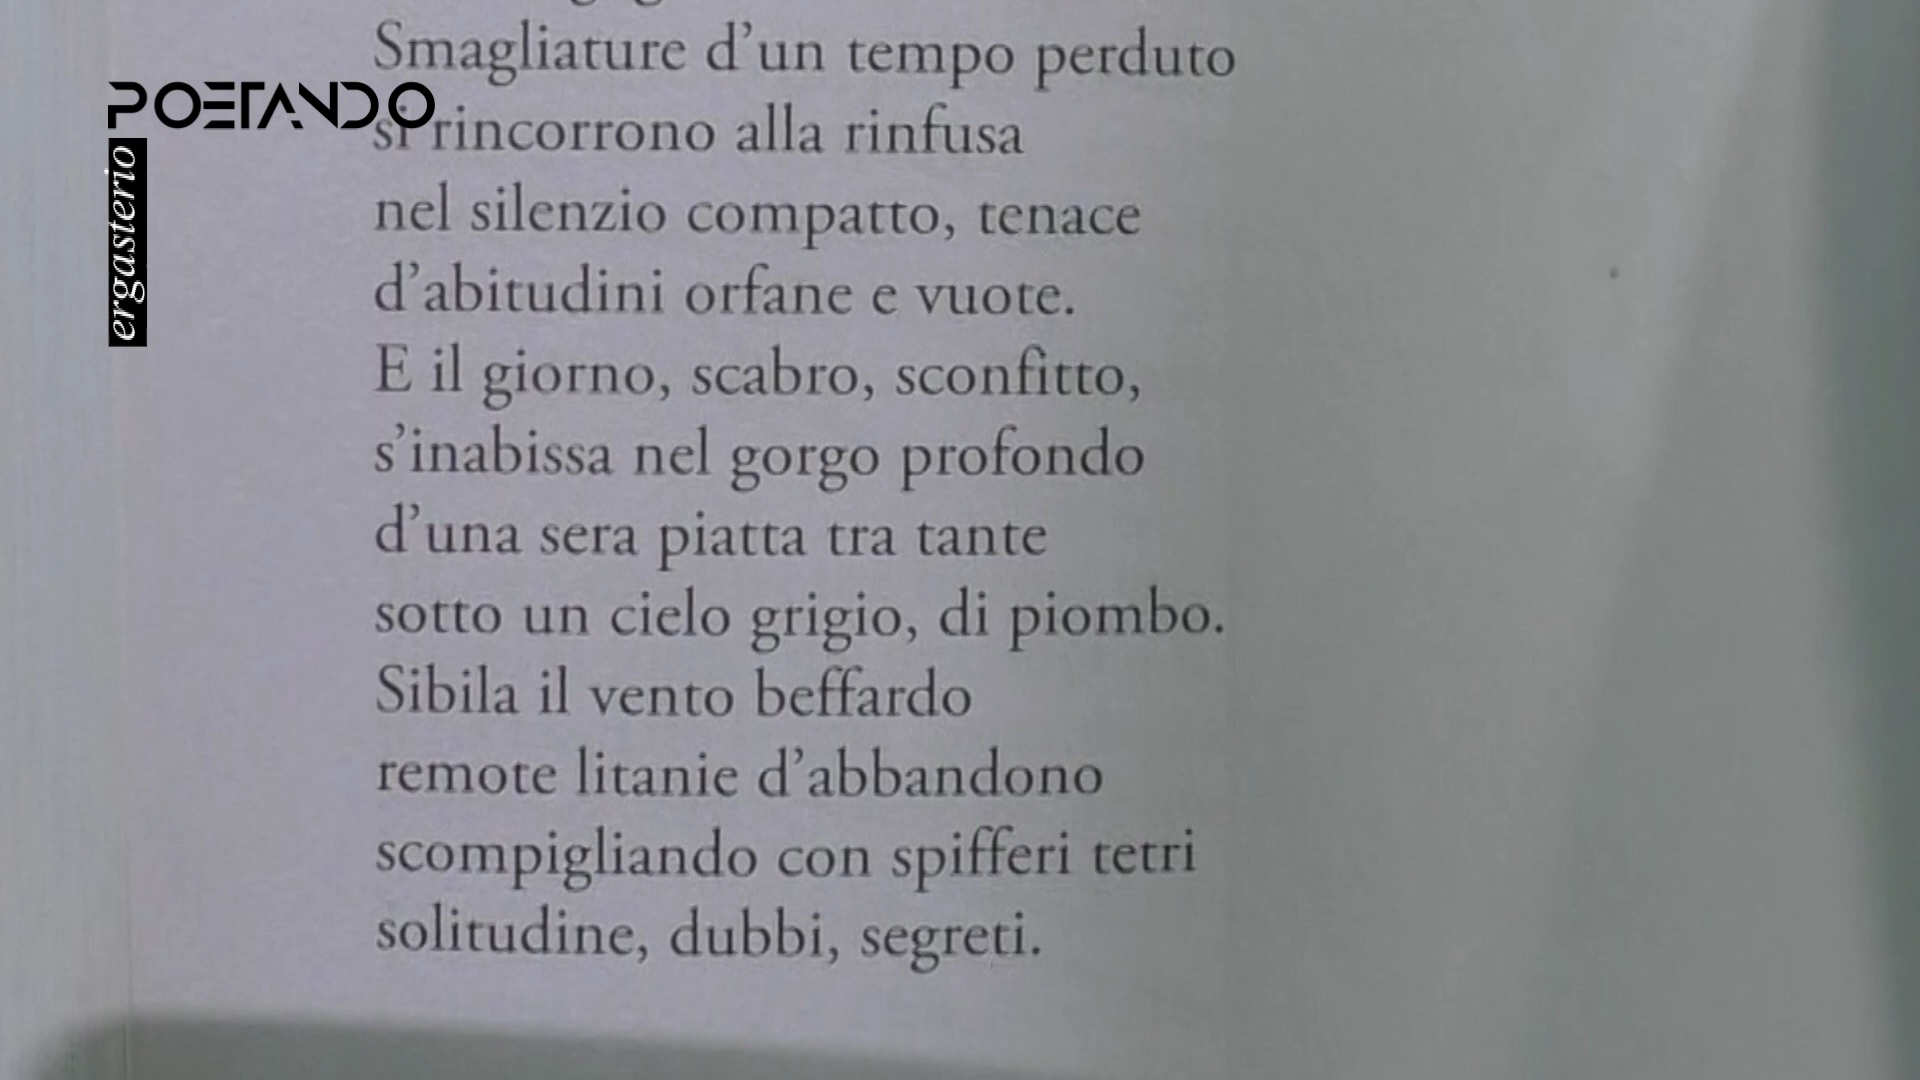 Smagliature d'un tempo perduto
POETANDO
si rincorrono alla rinfusa
ergasterio
nel silenzio compatto, tenace
d'abitudini orfane e vuote.
E il giorno, scabro, sconfitto,
s'inabissa nel gorgo profondo
d'una sera piatta tra tante
sotto un cielo grigio, di piombo.
Sibila il vento beffardo
remote litanie d'abbandono
scompigliando con spifferi tetri
solitudine, dubbi, segreti.